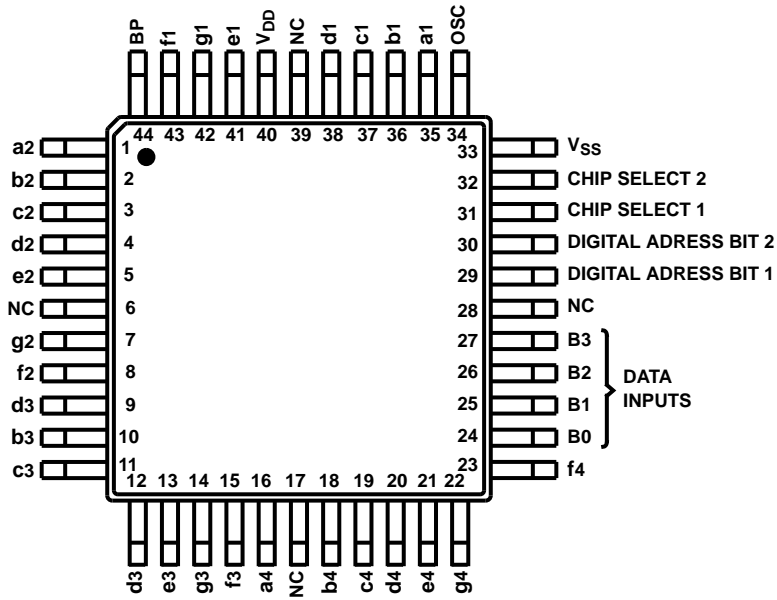 BP f1 g1 e1 VDD NC d1 c1 b1 a1 OSC
44 43 42 41 40 39 38 37 36 35 34
a2 1 33 VSS
b2 2 32 CHIP SELECT 2
c2 3 31 CHIP SELECT 1
d2 4 30 DIGITAL ADRESS BIT 2
e2 5 29 DIGITAL ADRESS BIT 1
NC 6 28 NC
g2 7 27 B3
f2 8 26 B2
DATA
INPUTS
d3 9 25 B1
b3 10 24 B0
c3 11 23 f4
12 13 14 15 16 17 18 19 20 21 22
d3 e3 g3 f3 a4 NC b4 c4 d4 e4 g4